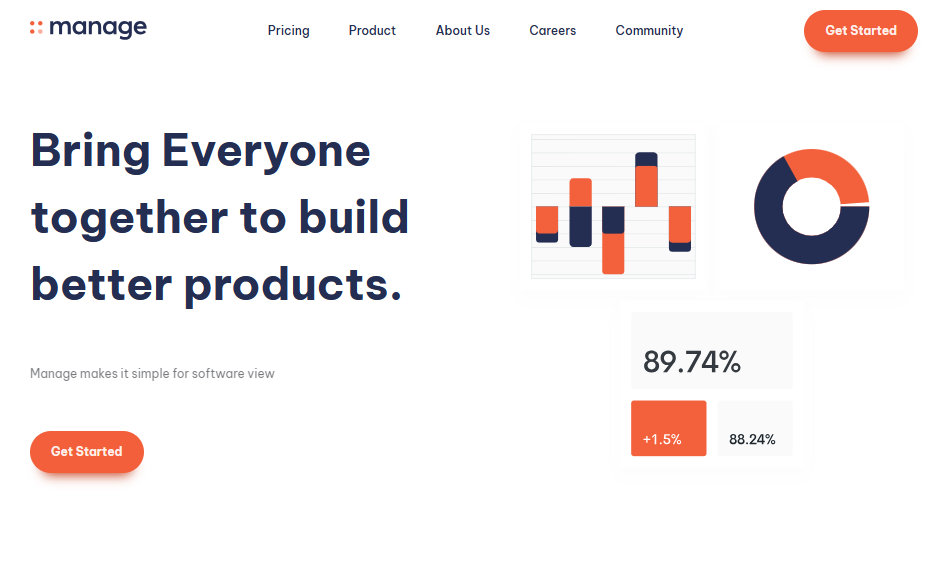 manage
Pricing
Product
About Us
Careers
Community
Get Started
Bring Everyone
together to build
better products.
Manage makes it simple for software view
Get Started
89.74%
+1.5%
88.24%